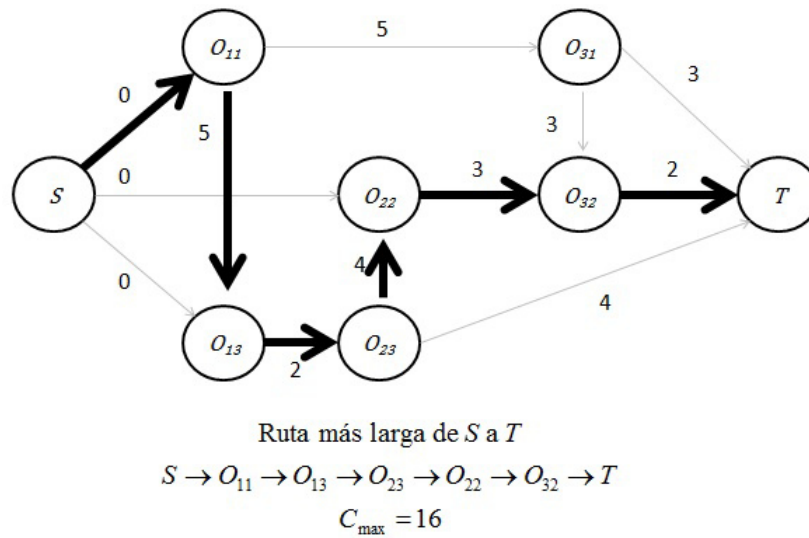 O₁₁ 5 O₃₁
0 5 3 3
S 0 O₂₂ 3 O₃₂ 2 T
0 4 4
O₁₃ 2 O₂₃
Ruta más larga de S a T
S → O₁₁ → O₁₃ → O₂₃ → O₂₂ → O₃₂ → T
Cmax = 16